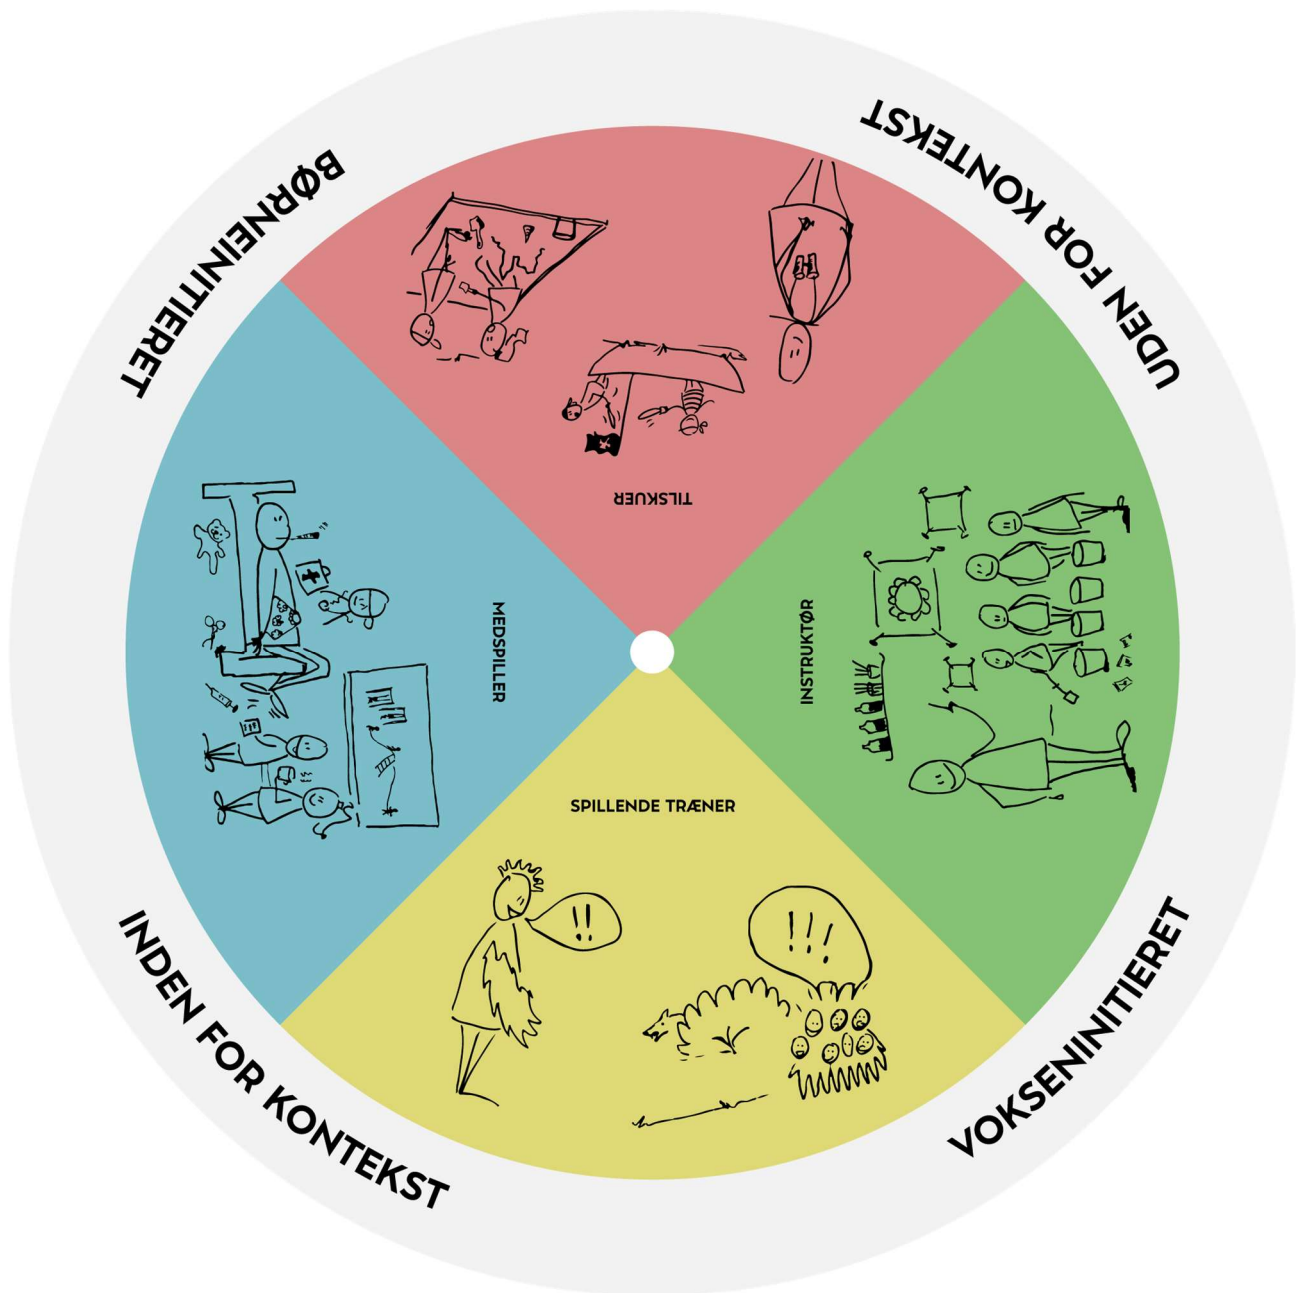 BØRNEINITIERET
UDEN FOR KONTEKST
VOKSENINITIERET
INDEN FOR KONTEKST
TILSKUER
INSTRUKTØR
SPILLENDE TRÆNER
MEDSPILLER
!!
!!!